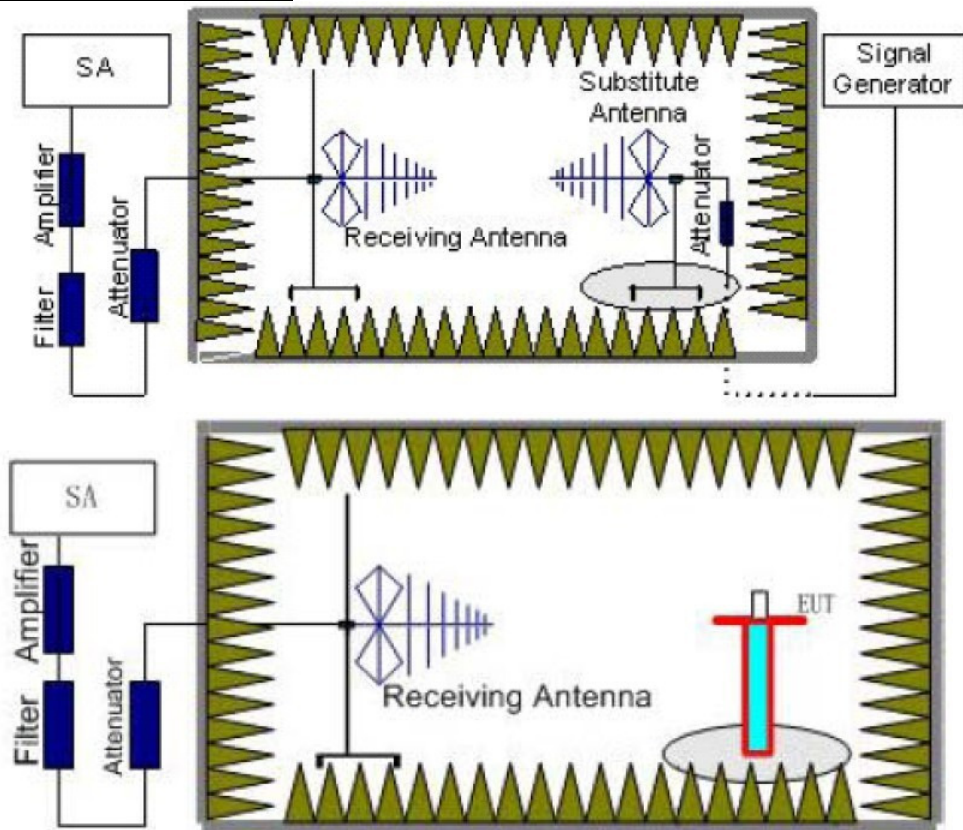 SA
Signal
Generator
Substitute
Antenna
Amplifier
Attenuator
Filter
Receiving Antenna
Attenuator
SA
Amplifier
EUT
Receiving Antenna
Filter
Attenuator